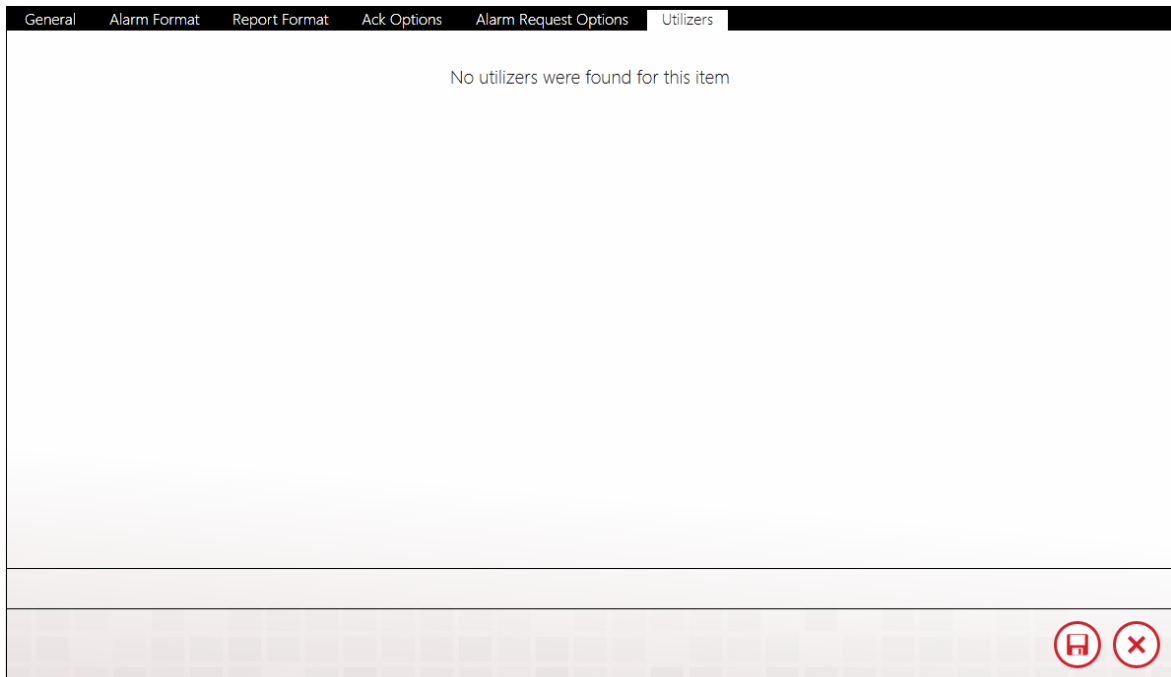 General Alarm Format Report Format Ack Options Alarm Request Options Utilizers
No utilizers were found for this item